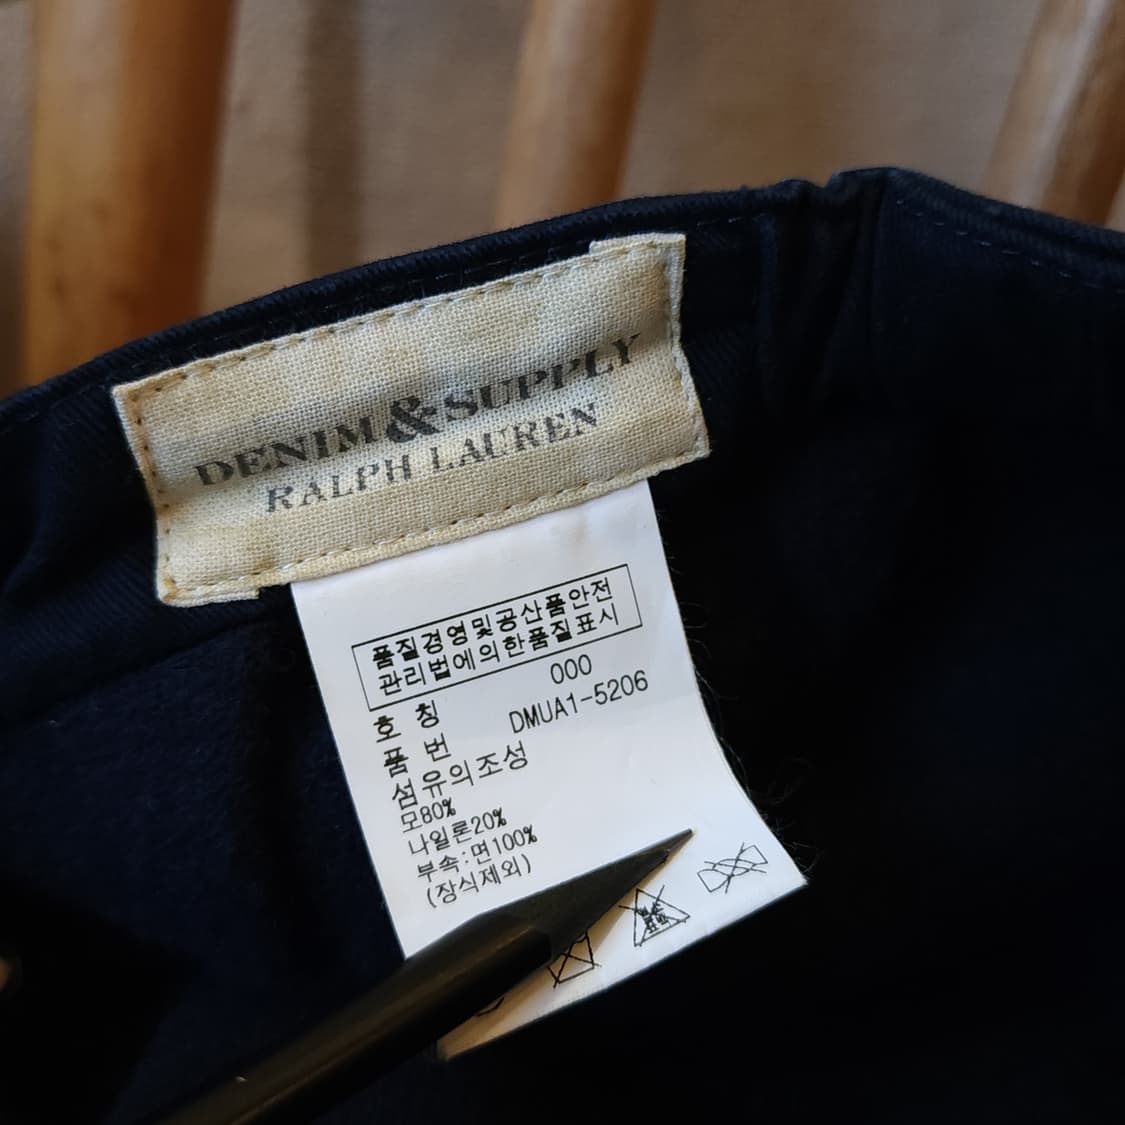 DENIM&SUPPLY
RALPH LAUREN
품질경영및공산품안전
관리법에의한품질표시
호 칭 000
품 번 DMUA1-5206
섬유의조성
모80%
나일론20%
부속:면100%
(장식제외)